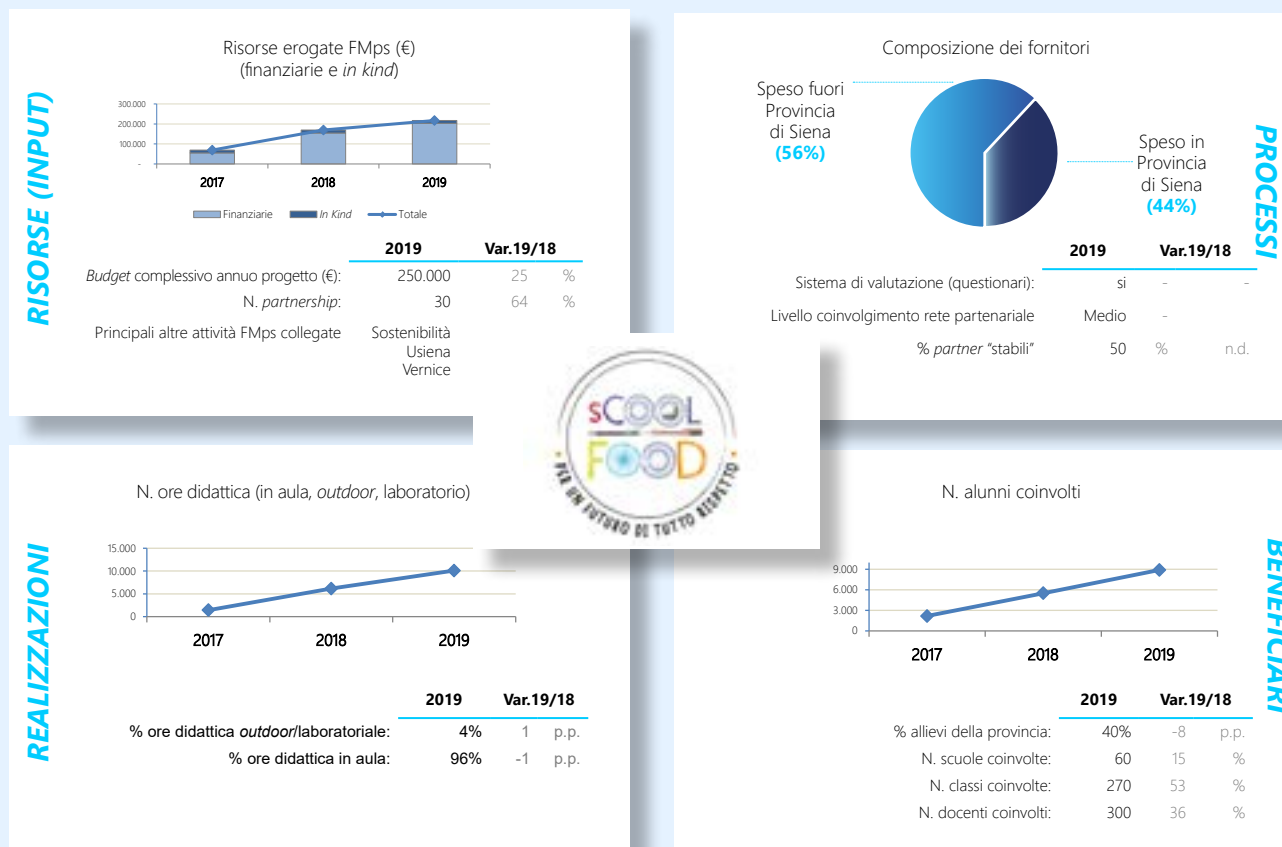 RISORSE (INPUT)
Risorse erogate FMps (€)
(finanziarie e in kind)
300.000
200.000
100.000
-
2017 2018 2019
Finanziarie In Kind Totale
2019 Var.19/18
Budget complessivo annuo progetto (€): 250.000 25 %
N. partnership: 30 64 %
Principali altre attività FMps collegate Sostenibilità
Usiena
Vernice
PROCESSI
Composizione dei fornitori
Speso fuori
Provincia
di Siena
(56%)
Speso in
Provincia
di Siena
(44%)
2019 Var.19/18
Sistema di valutazione (questionari): si - -
Livello coinvolgimento rete partenariale Medio -
% partner “stabili” 50 % n.d.
sCOOL
FOOD
PER UN FUTURO DI TUTTO RISPETTO
REALIZZAZIONI
N. ore didattica (in aula, outdoor, laboratorio)
15.000
10.000
5.000
0
2017 2018 2019
2019 Var.19/18
% ore didattica outdoor/laboratoriale: 4% 1 p.p.
% ore didattica in aula: 96% -1 p.p.
BENEFICIARI
N. alunni coinvolti
9.000
6.000
3.000
0
2017 2018 2019
2019 Var.19/18
% allievi della provincia: 40% -8 p.p.
N. scuole coinvolte: 60 15 %
N. classi coinvolte: 270 53 %
N. docenti coinvolti: 300 36 %